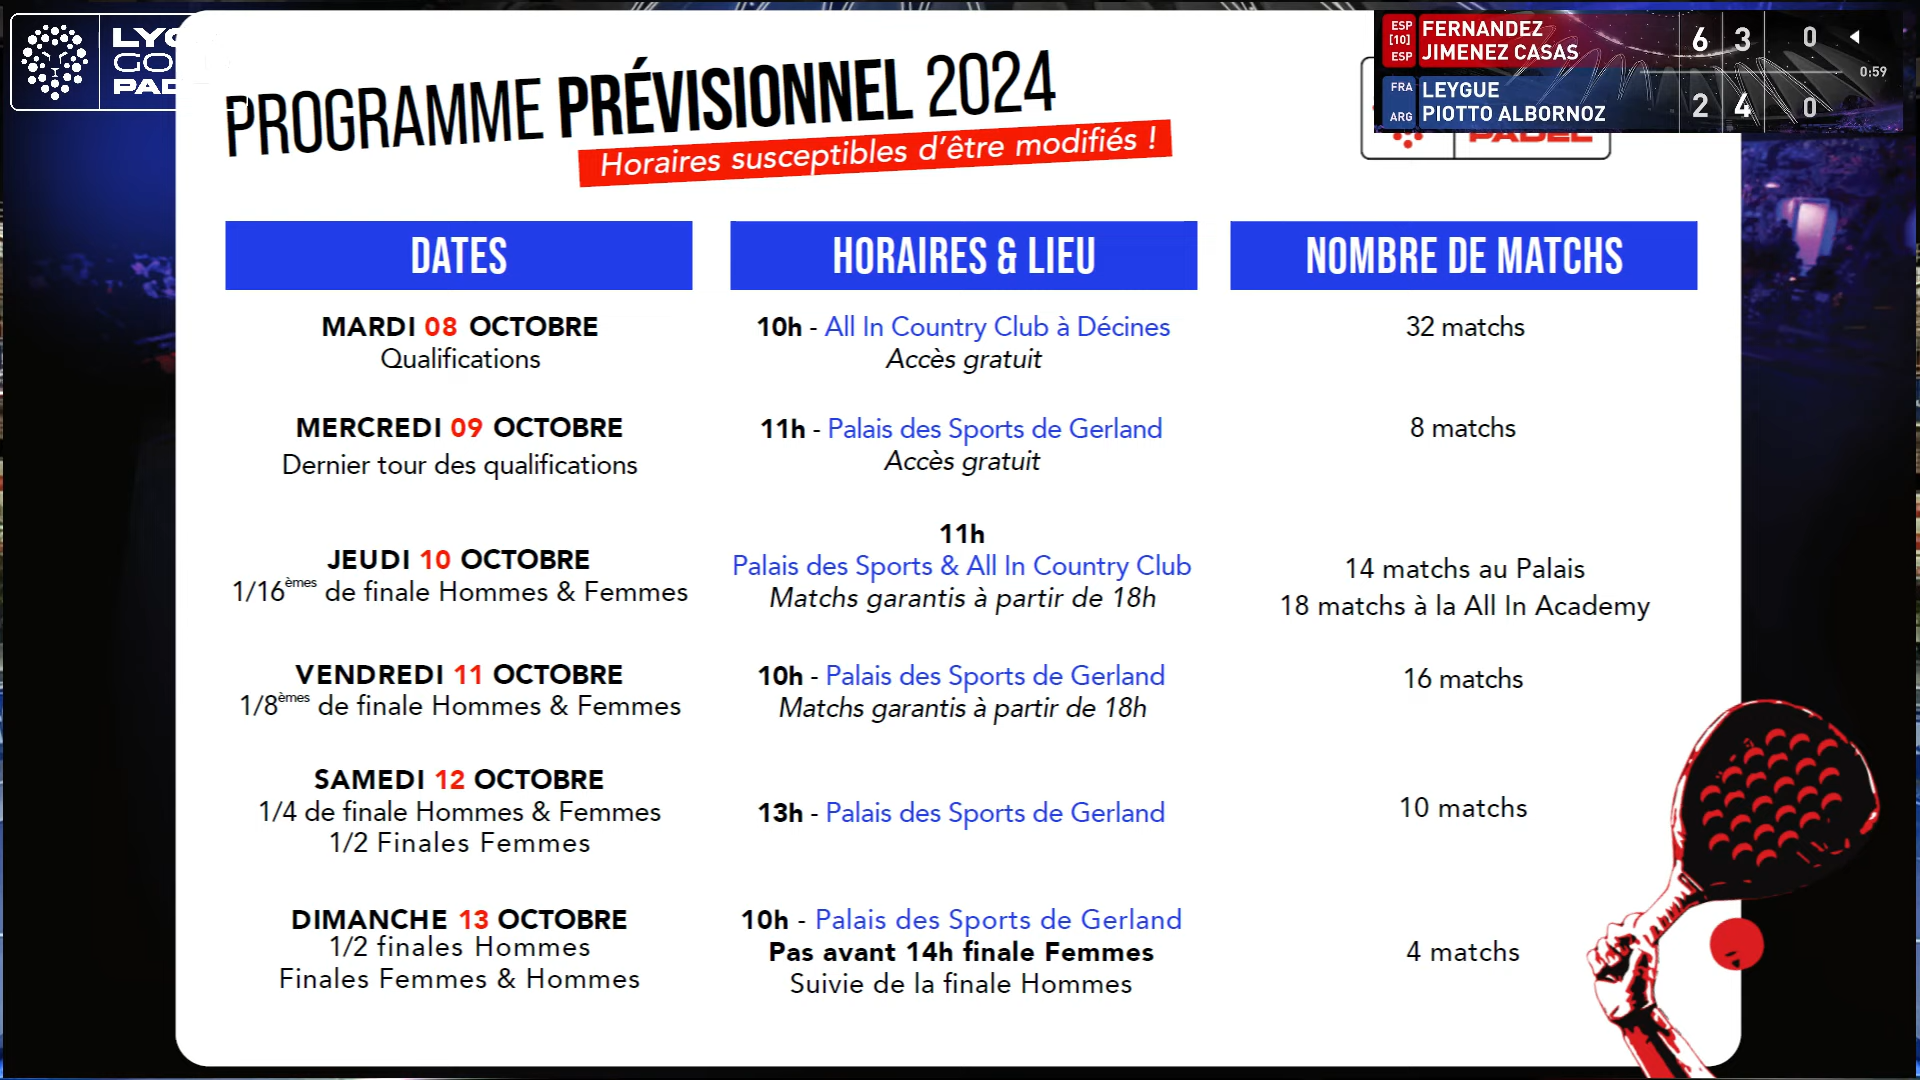 LYO
GO
PAD
FERNANDEZ
JIMENEZ CASAS
ESP
[10]
ESP
6 3 0
0:59
FRA
ARG
LEYGUE
PIOTTO ALBORNOZ
2 4 0
PADEL
PROGRAMME PRÉVISIONNEL 2024
Horaires susceptibles d'être modifiés !
DATES
HORAIRES & LIEU
NOMBRE DE MATCHS
MARDI 08 OCTOBRE
Qualifications
10h - All In Country Club à Décines
Accès gratuit
32 matchs
MERCREDI 09 OCTOBRE
Dernier tour des qualifications
11h - Palais des Sports de Gerland
Accès gratuit
8 matchs
JEUDI 10 OCTOBRE
1/16èmes de finale Hommes & Femmes
11h
Palais des Sports & All In Country Club
Matchs garantis à partir de 18h
14 matchs au Palais
18 matchs à la All In Academy
VENDREDI 11 OCTOBRE
1/8èmes de finale Hommes & Femmes
10h - Palais des Sports de Gerland
Matchs garantis à partir de 18h
16 matchs
SAMEDI 12 OCTOBRE
1/4 de finale Hommes & Femmes
1/2 Finales Femmes
13h - Palais des Sports de Gerland
10 matchs
DIMANCHE 13 OCTOBRE
1/2 finales Hommes
Finales Femmes & Hommes
10h - Palais des Sports de Gerland
Pas avant 14h finale Femmes
Suivie de la finale Hommes
4 matchs